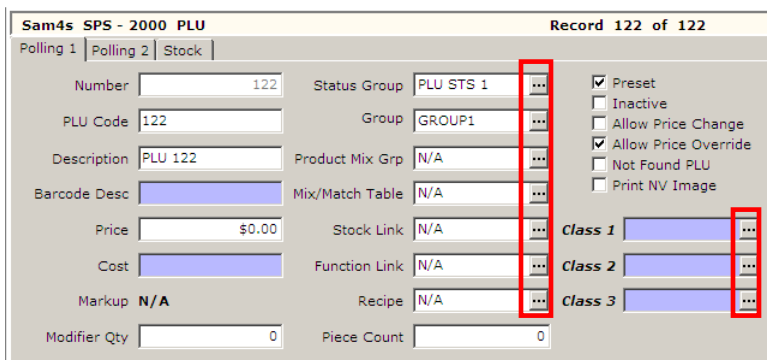 Sam4s SPS - 2000 PLU Record 122 of 122
Polling 1 Polling 2 Stock
Number 122 Status Group PLU STS 1 ... Preset
Inactive
PLU Code 122 Group GROUP1 ... Allow Price Change
Allow Price Override
Description PLU 122 Product Mix Grp N/A ... Not Found PLU
Print NV Image
Barcode Desc Mix/Match Table N/A ...
Price $0.00 Stock Link N/A ... Class 1 ...
Cost Function Link N/A ... Class 2 ...
Markup N/A Recipe N/A ... Class 3 ...
Modifier Qty 0 Piece Count 0